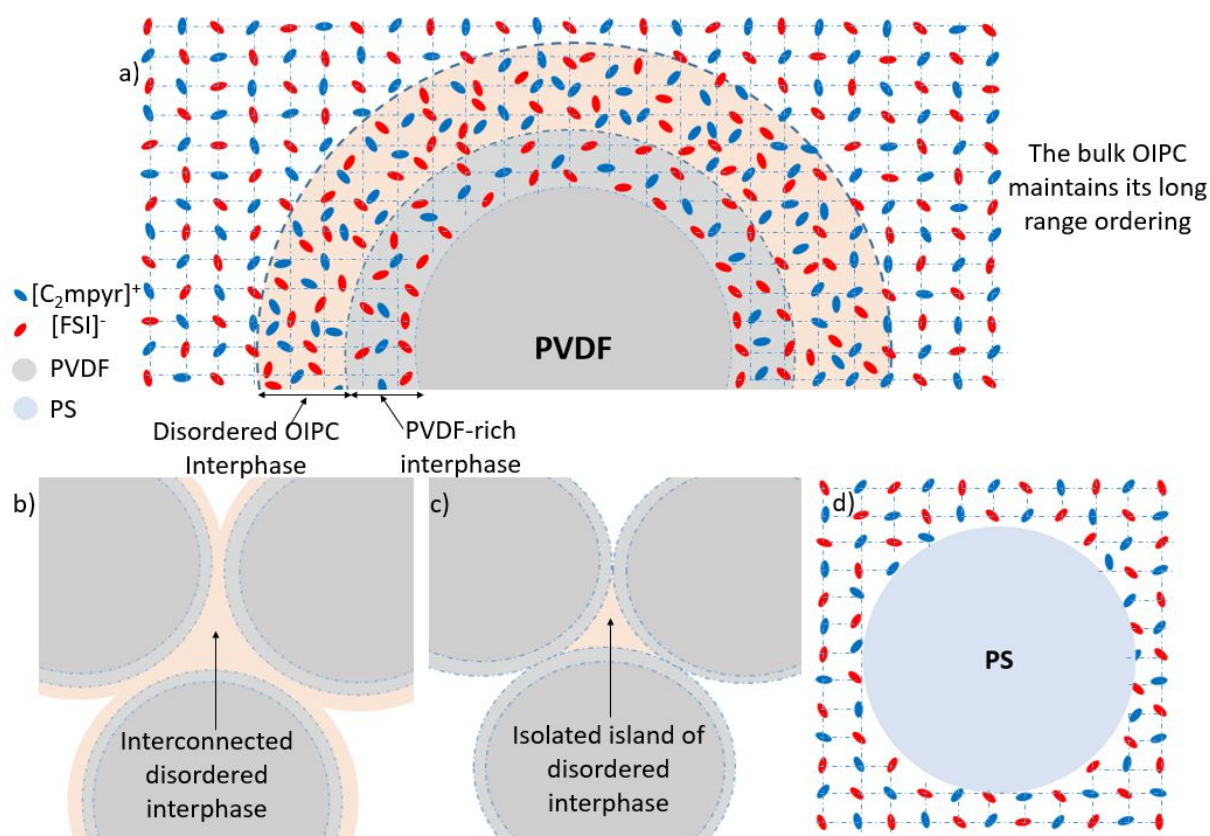 a)
The bulk OIPC
maintains its long
range ordering
[C₂mpyr]⁺
[FSI]⁻
PVDF
PS
PVDF
Disordered OIPC
Interphase
PVDF-rich
interphase
b)
Interconnected
disordered
interphase
c)
Isolated island of
disordered
interphase
d)
PS